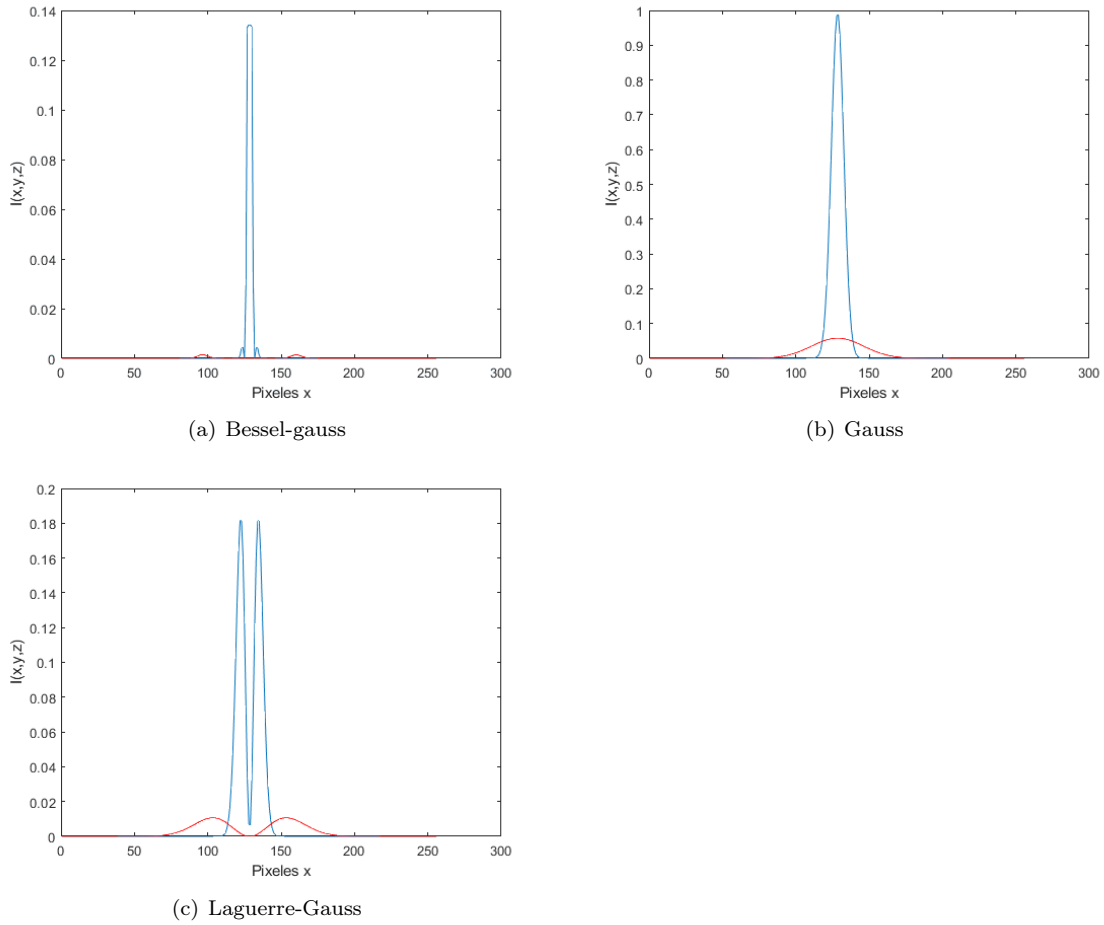 0.14
0.12
0.1
0.08
0.06
0.04
0.02
0
I(x,y,z)
0 50 100 150 200 250 300
Pixeles x
(a) Bessel-gauss
1
0.9
0.8
0.7
0.6
0.5
0.4
0.3
0.2
0.1
0
I(x,y,z)
0 50 100 150 200 250 300
Pixeles x
(b) Gauss
0.2
0.18
0.16
0.14
0.12
0.1
0.08
0.06
0.04
0.02
0
I(x,y,z)
0 50 100 150 200 250 300
Pixeles x
(c) Laguerre-Gauss